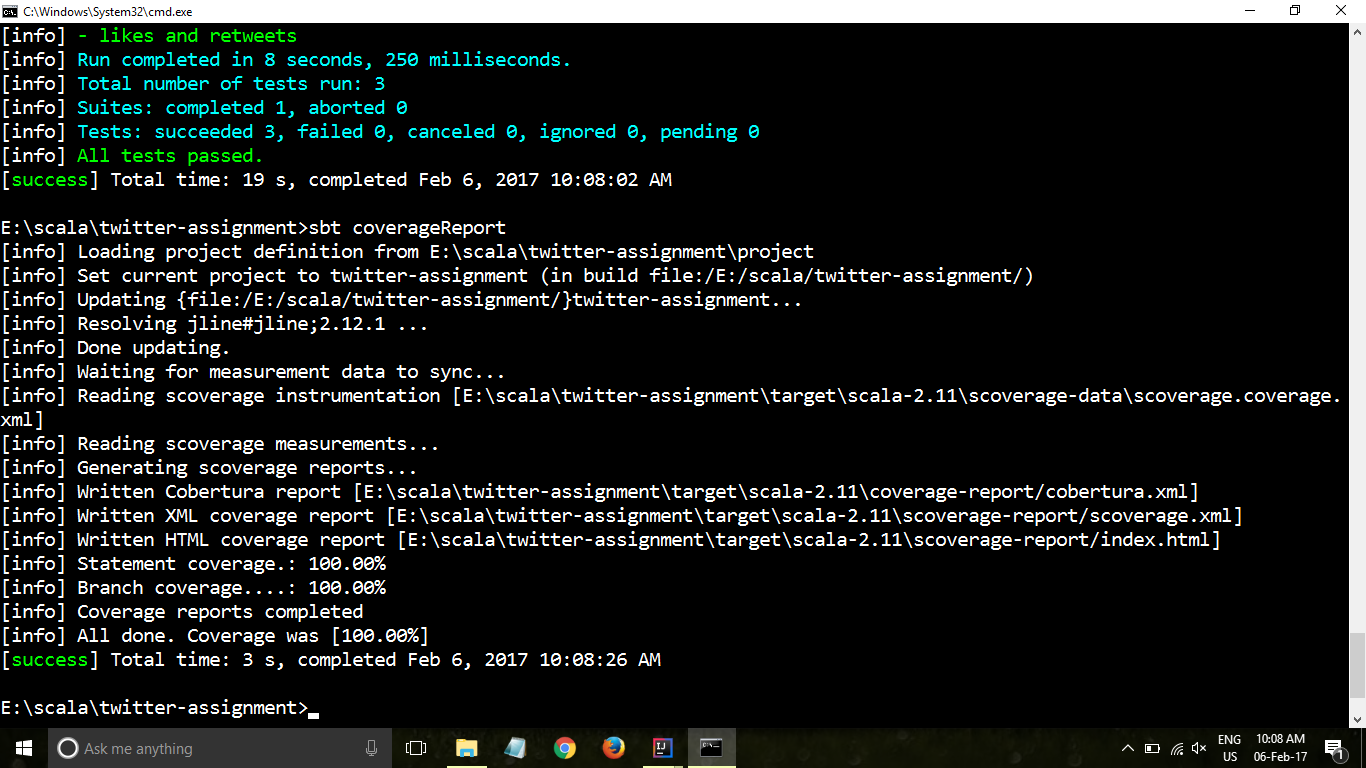 C:\Windows\System32\cmd.exe
[info] - likes and retweets
[info] Run completed in 8 seconds, 250 milliseconds.
[info] Total number of tests run: 3
[info] Suites: completed 1, aborted 0
[info] Tests: succeeded 3, failed 0, canceled 0, ignored 0, pending 0
[info] All tests passed.
[success] Total time: 19 s, completed Feb 6, 2017 10:08:02 AM
E:\scala\twitter-assignment>sbt coverageReport
[info] Loading project definition from E:\scala\twitter-assignment\project
[info] Set current project to twitter-assignment (in build file:/E:/scala/twitter-assignment/)
[info] Updating {file:/E:/scala/twitter-assignment/}twitter-assignment...
[info] Resolving jline#jline;2.12.1 ...
[info] Done updating.
[info] Waiting for measurement data to sync...
[info] Reading scoverage instrumentation [E:\scala\twitter-assignment\target\scala-2.11\scoverage-data\scoverage.coverage.
xml]
[info] Reading scoverage measurements...
[info] Generating scoverage reports...
[info] Written Cobertura report [E:\scala\twitter-assignment\target\scala-2.11\coverage-report/cobertura.xml]
[info] Written XML coverage report [E:\scala\twitter-assignment\target\scala-2.11\scoverage-report/scoverage.xml]
[info] Written HTML coverage report [E:\scala\twitter-assignment\target\scala-2.11\scoverage-report/index.html]
[info] Statement coverage.: 100.00%
[info] Branch coverage....: 100.00%
[info] Coverage reports completed
[info] All done. Coverage was [100.00%]
[success] Total time: 3 s, completed Feb 6, 2017 10:08:26 AM
E:\scala\twitter-assignment>
Ask me anything
IJ
ENG
US
10:08 AM
06-Feb-17
1